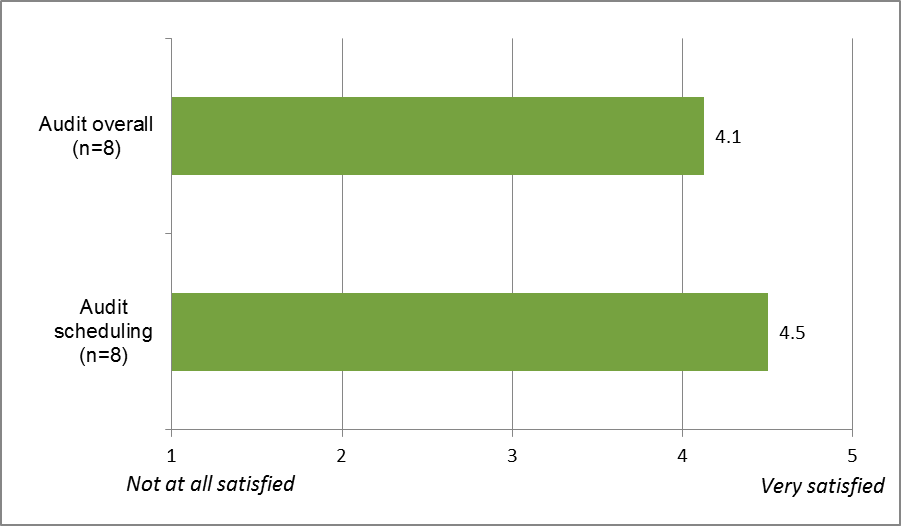 Audit overall
(n=8)
4.1
Audit
scheduling
(n=8)
4.5
1 2 3 4 5
Not at all satisfied Very satisfied